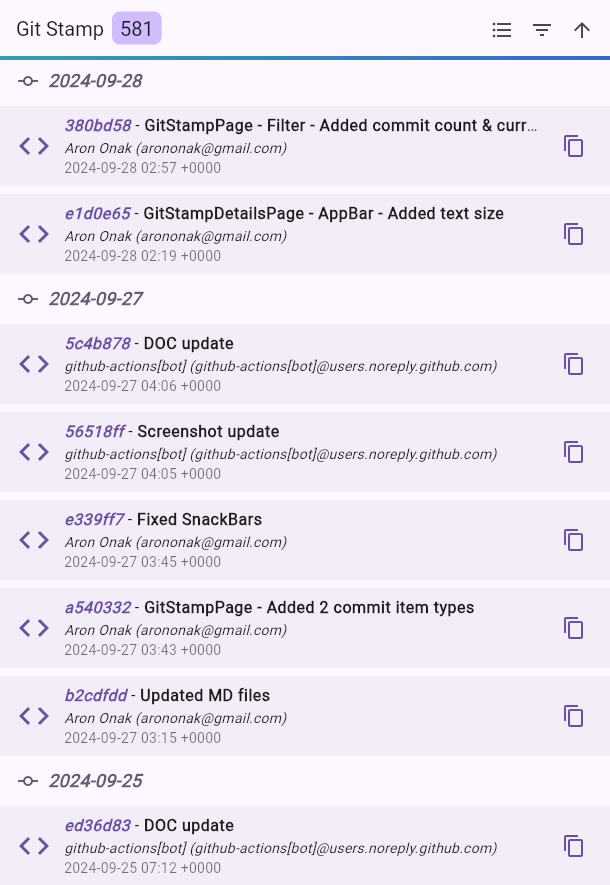 Git Stamp 581
2024-09-28
380bd58 - GitStampPage - Filter - Added commit count & curr...
Aron Onak (arononak@gmail.com)
2024-09-28 02:57 +0000
e1d0e65 - GitStampDetailsPage - AppBar - Added text size
Aron Onak (arononak@gmail.com)
2024-09-28 02:19 +0000
2024-09-27
5c4b878 - DOC update
github-actions[bot] (github-actions[bot]@users.noreply.github.com)
2024-09-27 04:06 +0000
56518ff - Screenshot update
github-actions[bot] (github-actions[bot]@users.noreply.github.com)
2024-09-27 04:05 +0000
e339ff7 - Fixed SnackBars
Aron Onak (arononak@gmail.com)
2024-09-27 03:45 +0000
a540332 - GitStampPage - Added 2 commit item types
Aron Onak (arononak@gmail.com)
2024-09-27 03:43 +0000
b2cdfdd - Updated MD files
Aron Onak (arononak@gmail.com)
2024-09-27 03:15 +0000
2024-09-25
ed36d83 - DOC update
github-actions[bot] (github-actions[bot]@users.noreply.github.com)
2024-09-25 07:12 +0000